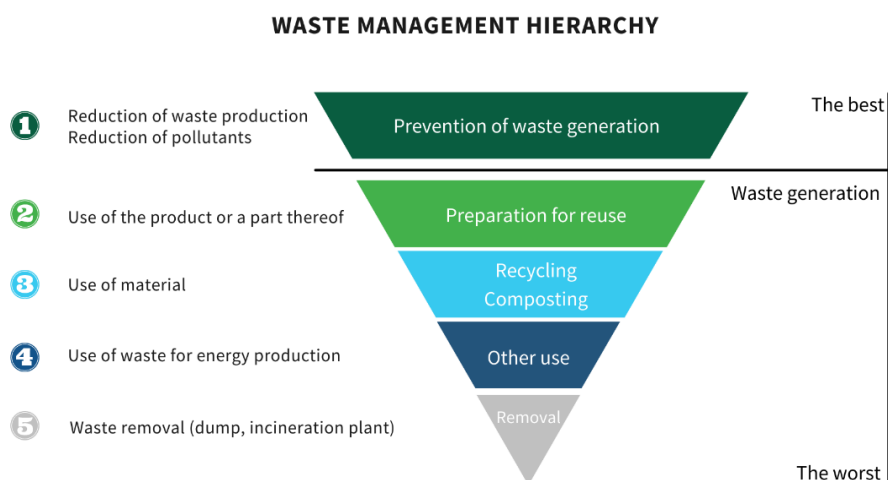 WASTE MANAGEMENT HIERARCHY
The best
1
Reduction of waste production
Reduction of pollutants
Prevention of waste generation
Waste generation
2
Use of the product or a part thereof
Preparation for reuse
3
Use of material
Recycling
Composting
4
Use of waste for energy production
Other use
5
Waste removal (dump, incineration plant)
Removal
The worst